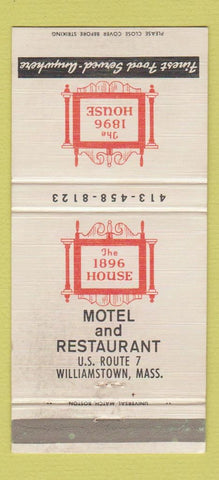 PLEASE CLOSE COVER BEFORE STRIKING
Finest Food Served Anywhere
The
1896
HOUSE
413-458-8123
The
1896
HOUSE
MOTEL
and
RESTAURANT
U.S. ROUTE 7
WILLIAMSTOWN, MASS.
UNIVERSAL MATCH BOSTON